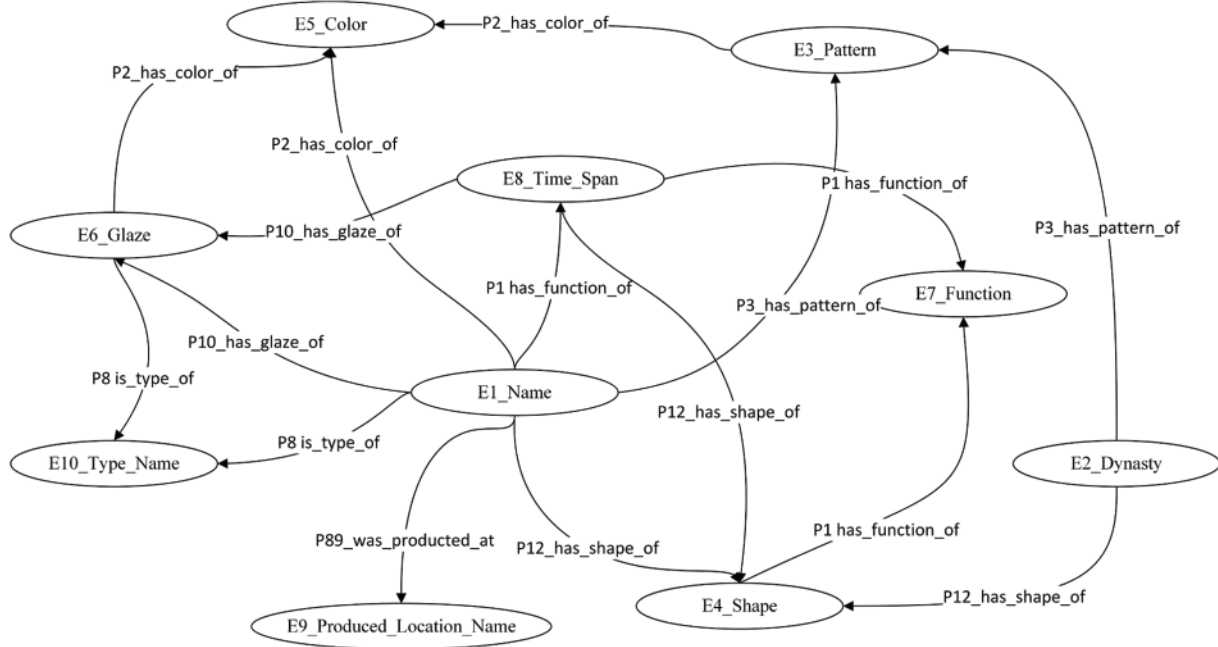 E5_Color
P2_has_color_of
E3_Pattern
P2_has_color_of
P2_has_color_of
E8_Time_Span
P1 has_function_of
E6_Glaze
P10_has_glaze_of
P3_has_pattern_of
P1 has_function_of
E7_Function
P3_has_pattern_of
P10_has_glaze_of
P8 is_type_of
E1_Name
P12_has_shape_of
P8 is_type_of
E10_Type_Name
E2_Dynasty
P89_was_producted_at
P12_has_shape_of
P1 has_function_of
P12_has_shape_of
E4_Shape
E9_Produced_Location_Name